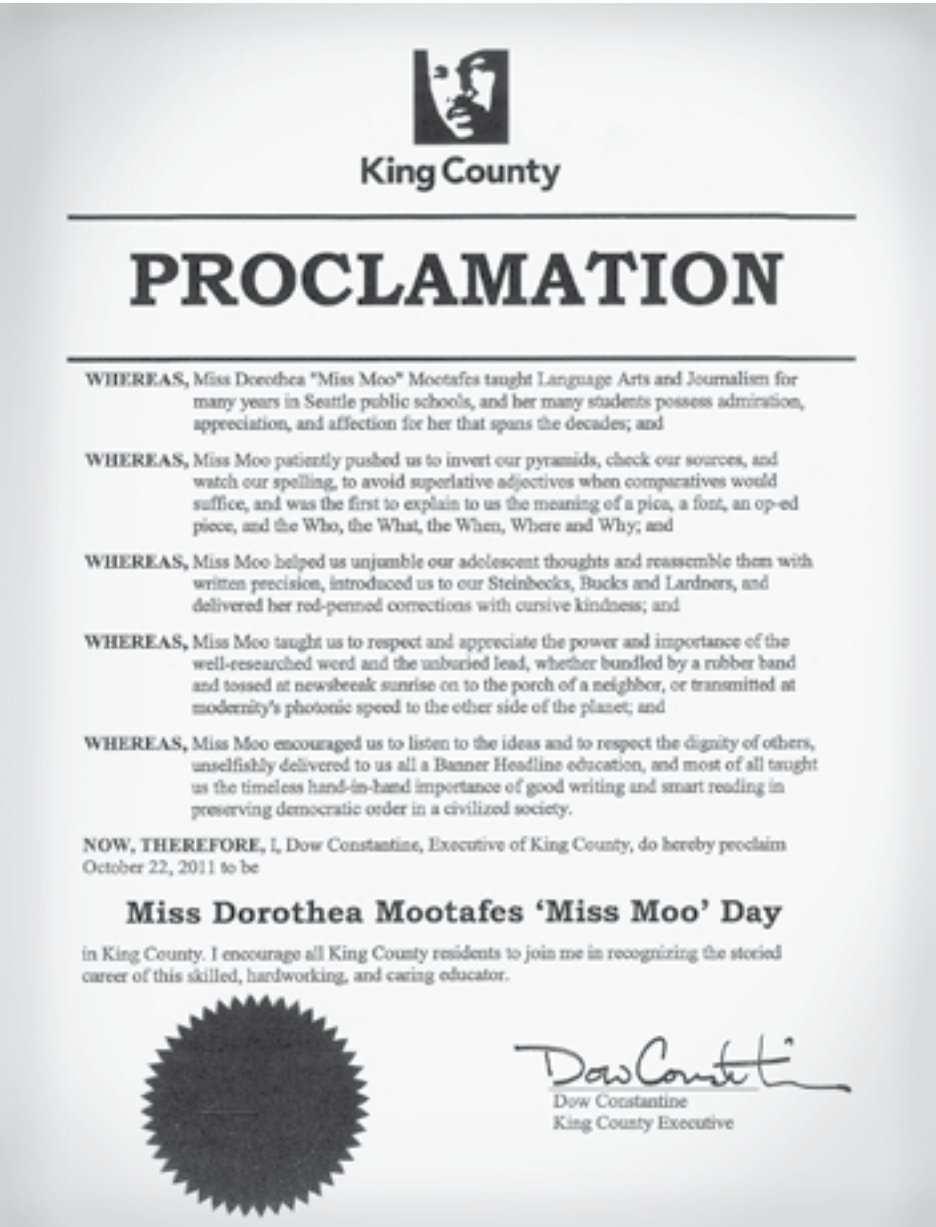 King County
PROCLAMATION
WHEREAS, Miss Dorothea "Miss Moo" Mootafes taught Language Arts and Journalism for
many years in Seattle public schools, and her many students possess admiration,
appreciation, and affection for her that spans the decades; and
WHEREAS, Miss Moo patiently pushed us to invert our pyramids, check our sources, and
watch our spelling, to avoid superlative adjectives when comparatives would
suffice, and was the first to explain to us the meaning of a pica, a font, an op-ed
piece, and the Who, the What, the When, Where and Why; and
WHEREAS, Miss Moo helped us unjumble our adolescent thoughts and reassemble them with
written precision, introduced us to our Steinbecks, Bucks and Lardners, and
delivered her red-penned corrections with cursive kindness; and
WHEREAS, Miss Moo taught us to respect and appreciate the power and importance of the
well-researched word and the unburied lead, whether bundled by a rubber band
and tossed at newsbreak sunrise on to the porch of a neighbor, or transmitted at
modernity's photonic speed to the other side of the planet; and
WHEREAS, Miss Moo encouraged us to listen to the ideas and to respect the dignity of others,
unselfishly delivered to us all a Banner Headline education, and most of all taught
us the timeless hand-in-hand importance of good writing and smart reading in
preserving democratic order in a civilized society.
NOW, THEREFORE, I, Dow Constantine, Executive of King County, do hereby proclaim
October 22, 2011 to be
Miss Dorothea Mootafes ‘Miss Moo’ Day
in King County. I encourage all King County residents to join me in recognizing the storied
career of this skilled, hardworking, and caring educator.
Dow Constantine
King County Executive